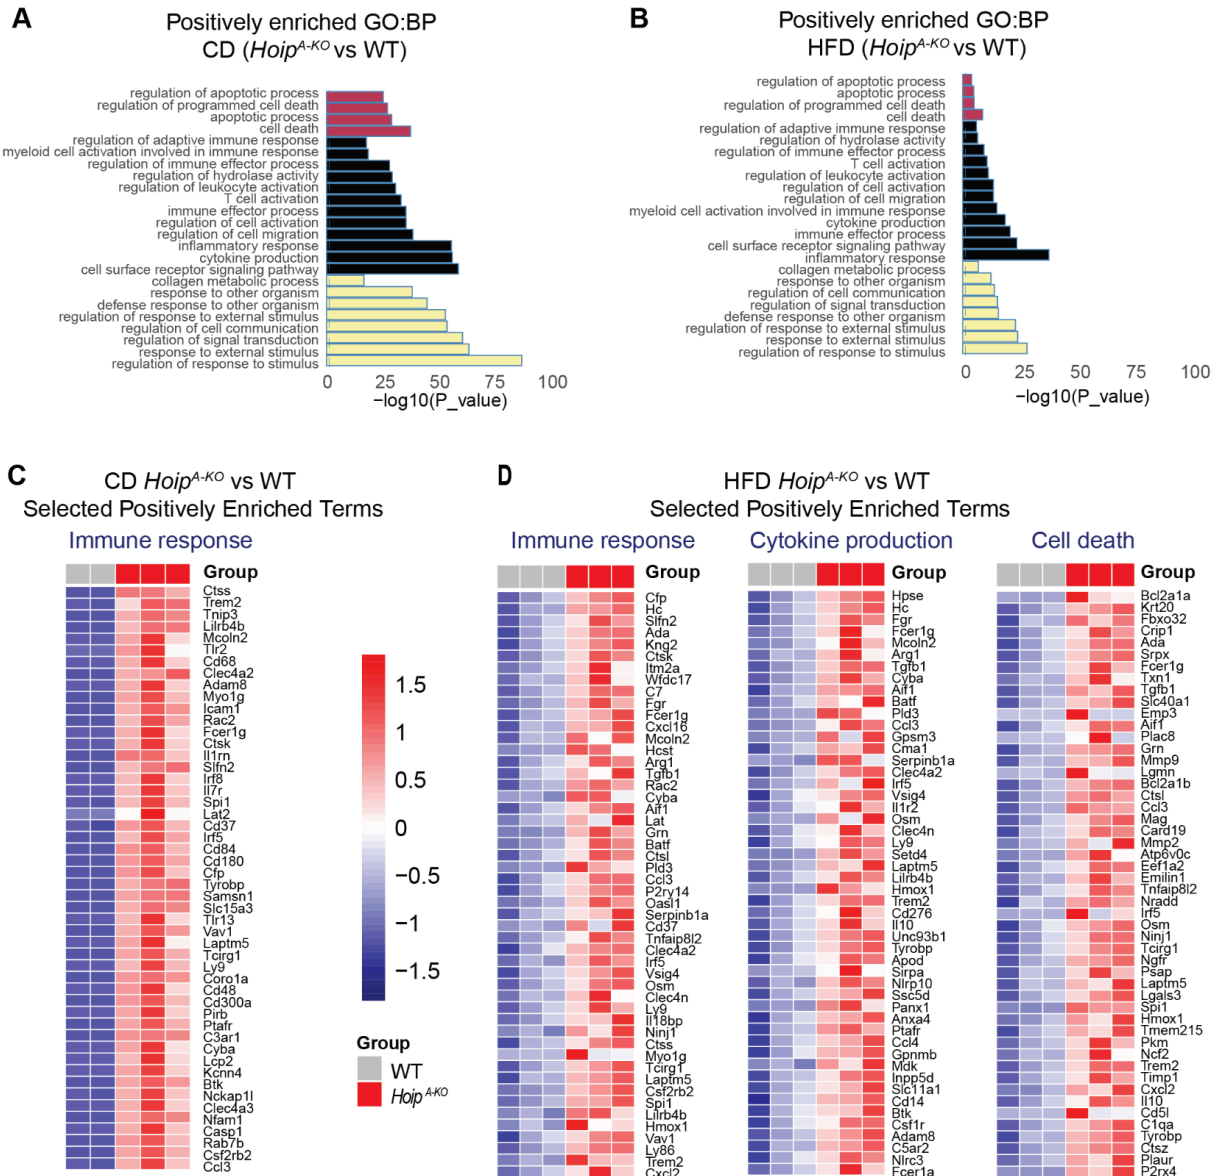 A
Positively enriched GO:BP
CD (Hoip A-KO vs WT)
regulation of apoptotic process
regulation of programmed cell death
apoptotic process
cell death
regulation of adaptive immune response
myeloid cell activation involved in immune response
regulation of immune effector process
regulation of hydrolase activity
regulation of leukocyte activation
T cell activation
immune effector process
regulation of cell activation
regulation of cell migration
inflammatory response
cytokine production
cell surface receptor signaling pathway
collagen metabolic process
response to other organism
defense response to other organism
regulation of response to external stimulus
regulation of cell communication
regulation of signal transduction
response to external stimulus
regulation of response to stimulus
0 25 50 75 100
−log10(P_value)
B
Positively enriched GO:BP
HFD (Hoip A-KO vs WT)
regulation of apoptotic process
apoptotic process
regulation of programmed cell death
cell death
regulation of adaptive immune response
regulation of hydrolase activity
regulation of immune effector process
T cell activation
regulation of leukocyte activation
regulation of cell activation
regulation of cell migration
myeloid cell activation involved in immune response
cytokine production
immune effector process
cell surface receptor signaling pathway
inflammatory response
collagen metabolic process
response to other organism
regulation of cell communication
regulation of signal transduction
defense response to other organism
regulation of response to external stimulus
response to external stimulus
regulation of response to stimulus
0 25 50 75 100
−log10(P_value)
C
CD Hoip A-KO vs WT
Selected Positively Enriched Terms
Immune response
Group
Ctss
Trem2
Tnip3
Lilrb4b
Mcoln2
Tlr2
Cd68
Clec4a2
Adam8
Myo1g
Icam1
Rac2
Fcer1g
Ctsk
Il1rn
Slfn2
Irf8
Il7r
Spi1
Lat2
Cd37
Irf5
Cd84
Cd180
Cfp
Tyrobp
Samsn1
Slc15a3
Tlr13
Vav1
Laptm5
Tcirg1
Ly9
Coro1a
Cd48
Cd300a
Pirb
Ptafr
C3ar1
Cyba
Lcp2
Kcnn4
Btk
Nckap1l
Clec4a3
Nfam1
Casp1
Rab7b
Csf2rb2
Ccl3
1.5
1
0.5
0
−0.5
−1
−1.5
Group
WT
Hoip A-KO
D
HFD Hoip A-KO vs WT
Selected Positively Enriched Terms
Immune response
Group
Cfp
Hc
Slfn2
Ada
Kng2
Ctsk
Itm2a
Wfdc17
C7
Fgr
Fcer1g
Cxcl16
Mcoln2
Hcst
Arg1
Tgfb1
Rac2
Cyba
Aif1
Lat
Grn
Batf
Ctsl
Pld3
Ccl3
P2ry14
Oasl1
Serpinb1a
Cd37
Tnfaip8l2
Clec4a2
Irf5
Vsig4
Osm
Clec4n
Ly9
Il18bp
Ninj1
Ctss
Myo1g
Tcirg1
Laptm5
Csf2rb2
Spi1
Lilrb4b
Hmox1
Vav1
Ly86
Trem2
Cxcl2
Cytokine production
Group
Hpse
Hc
Fgr
Fcer1g
Mcoln2
Arg1
Tgfb1
Cyba
Aif1
Batf
Pld3
Ccl3
Gpsm3
Cma1
Serpinb1a
Clec4a2
Irf5
Vsig4
Il1r2
Osm
Clec4n
Ly9
Setd4
Laptm5
Lilrb4b
Hmox1
Trem2
Cd276
Il10
Unc93b1
Tyrobp
Apod
Sirpa
Nlrp10
Ssc5d
Panx1
Anxa4
Ptafr
Ccl4
Gpnmb
Mdk
Inpp5d
Slc11a1
Cd14
Btk
Csf1r
Adam8
C5ar2
Nlrc3
Fcer1a
Cell death
Group
Bcl2a1a
Krt20
Fbxo32
Crip1
Ada
Srpx
Fcer1g
Txn1
Tgfb1
Slc40a1
Emp3
Aif1
Plac8
Grn
Mmp9
Lgmn
Bcl2a1b
Ctsl
Ccl3
Mag
Card19
Mmp2
Atp6v0c
Eef1a2
Emilin1
Tnfaip8l2
Nradd
Irf5
Osm
Ninj1
Tcirg1
Ngfr
Psap
Laptm5
Lgals3
Spi1
Hmox1
Tmem215
Pkm
Ncf2
Trem2
Timp1
Cxcl2
Il10
Cd5l
C1qa
Tyrobp
Ctsz
Plaur
P2rx4